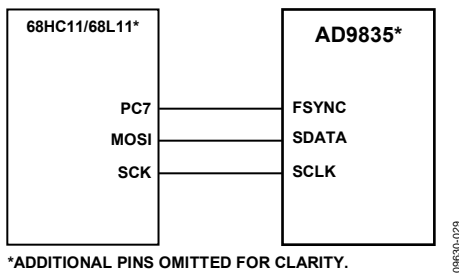 68HC11/68L11*
AD9835*
PC7
FSYNC
MOSI
SDATA
SCK
SCLK
*ADDITIONAL PINS OMITTED FOR CLARITY.
09630-029